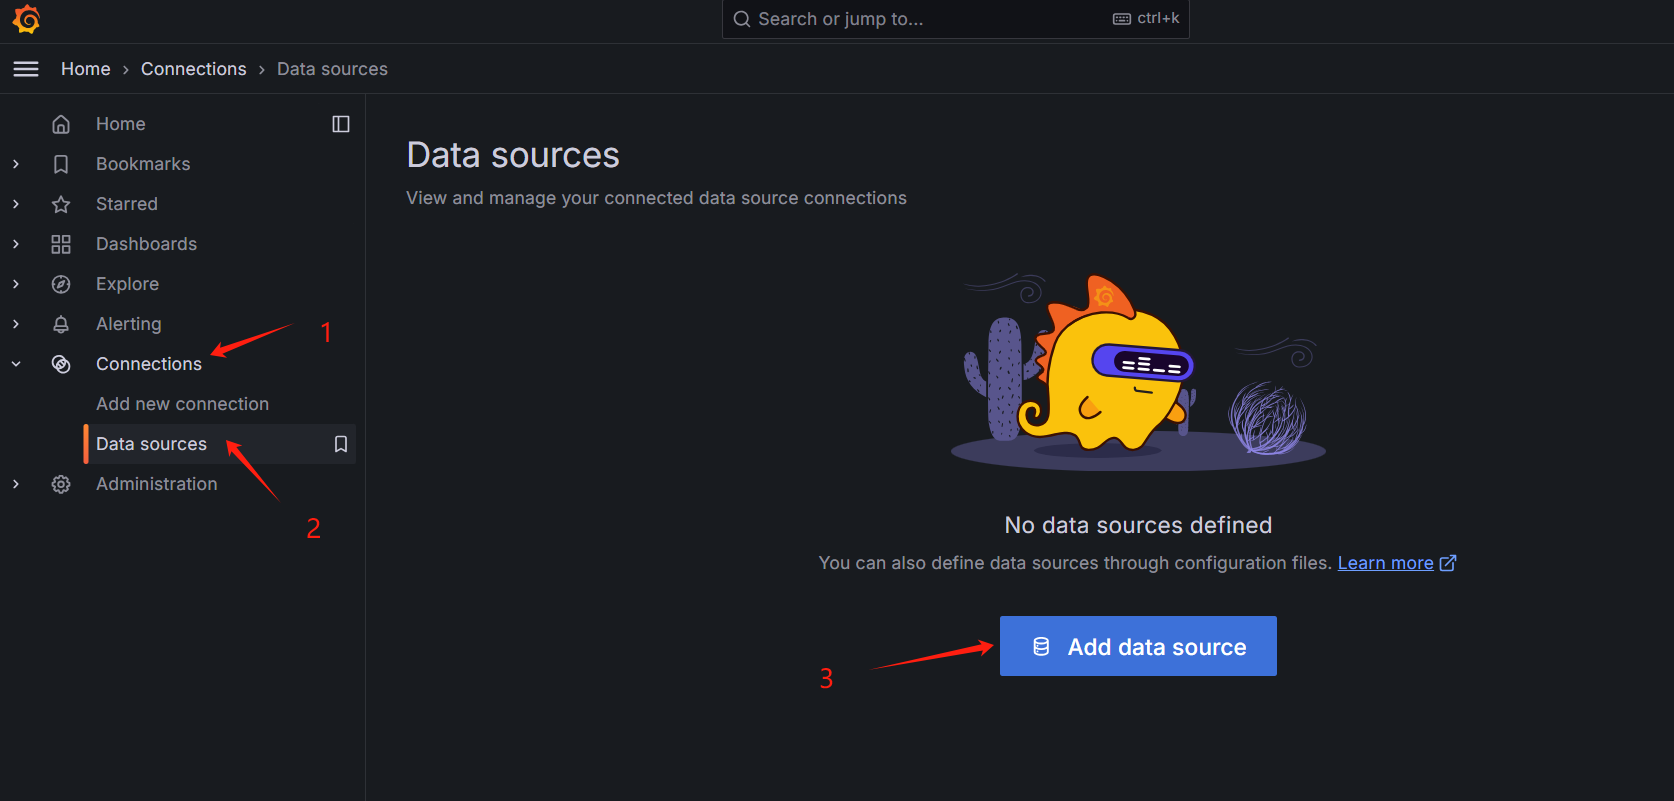 Search or jump to...
ctrl+k
Home › Connections › Data sources
Home
Bookmarks
Starred
Dashboards
Explore
Alerting
1
Connections
Add new connection
Data sources
2
Administration
Data sources
View and manage your connected data source connections
No data sources defined
You can also define data sources through configuration files. Learn more
3
Add data source